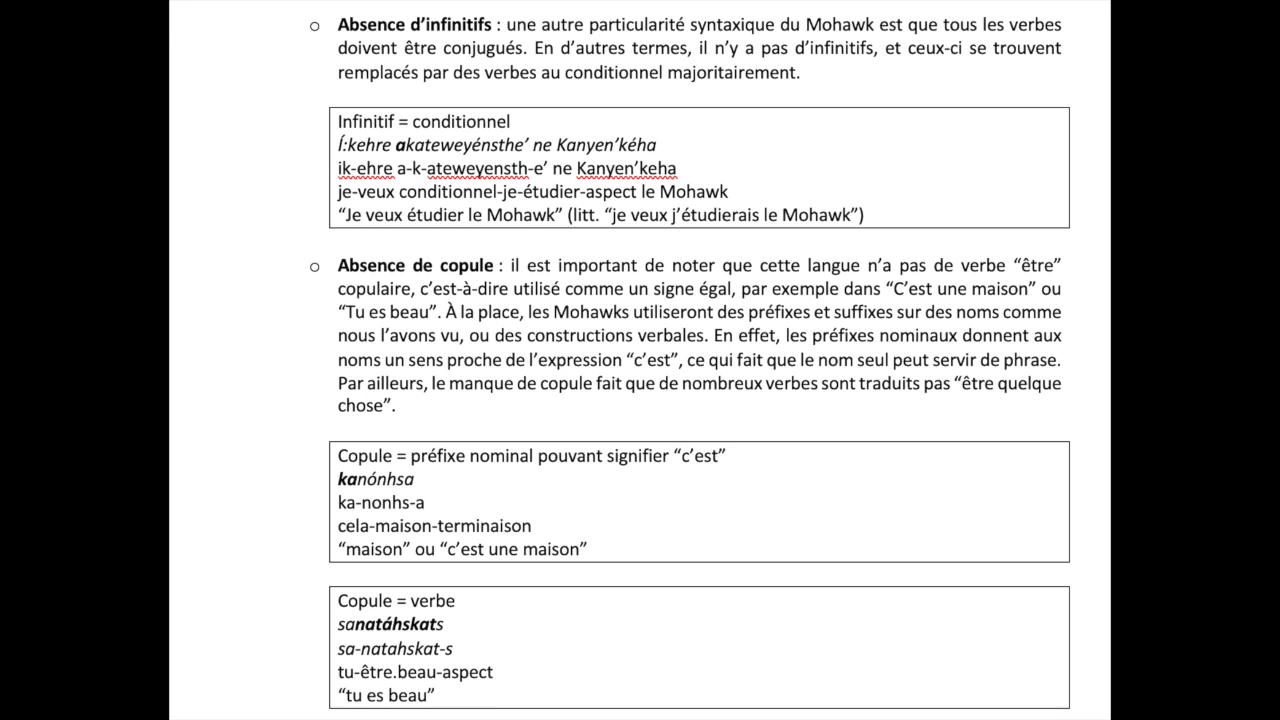 ○ Absence d’infinitifs : une autre particularité syntaxique du Mohawk est que tous les verbes
doivent être conjugués. En d’autres termes, il n’y a pas d’infinitifs, et ceux-ci se trouvent
remplacés par des verbes au conditionnel majoritairement.
Infinitif = conditionnel
Í:kehre akateweyénsthe’ ne Kanyen’kéha
ik-ehre a-k-ateweyensth-e’ ne Kanyen’keha
je-veux conditionnel-je-étudier-aspect le Mohawk
“Je veux étudier le Mohawk” (litt. “je veux j’étudierais le Mohawk”)
○ Absence de copule : il est important de noter que cette langue n’a pas de verbe “être”
copulaire, c’est-à-dire utilisé comme un signe égal, par exemple dans “C’est une maison” ou
“Tu es beau”. À la place, les Mohawks utiliseront des préfixes et suffixes sur des noms comme
nous l’avons vu, ou des constructions verbales. En effet, les préfixes nominaux donnent aux
noms un sens proche de l’expression “c’est”, ce qui fait que le nom seul peut servir de phrase.
Par ailleurs, le manque de copule fait que de nombreux verbes sont traduits pas “être quelque
chose”.
Copule = préfixe nominal pouvant signifier “c’est”
kanónhsa
ka-nonhs-a
cela-maison-terminaison
“maison” ou “c’est une maison”
Copule = verbe
sanatáhskats
sa-natahskat-s
tu-être.beau-aspect
“tu es beau”